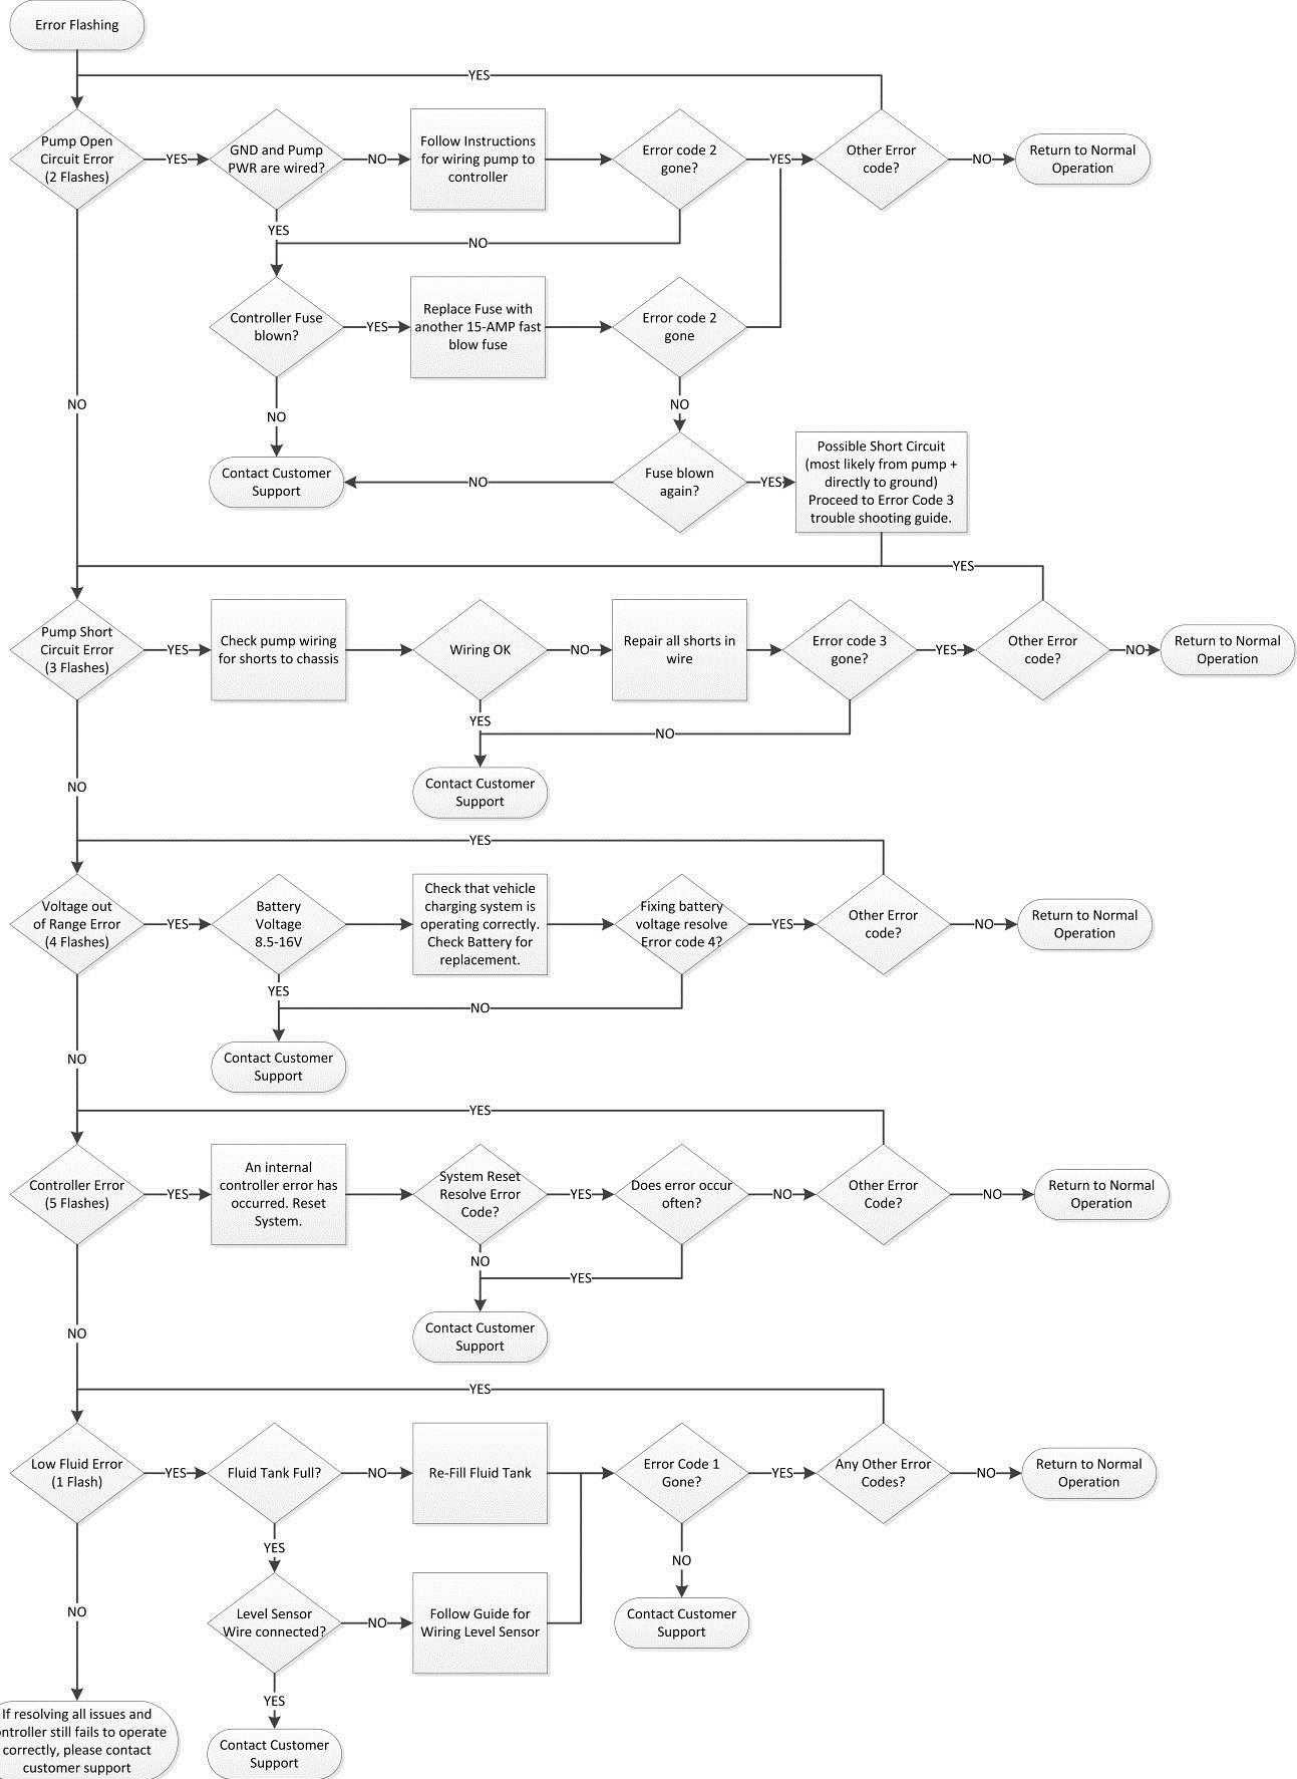 Error Flashing
YES
Pump Open
Circuit Error
(2 Flashes)
YES
GND and Pump
PWR are wired?
NO
Follow Instructions
for wiring pump to
controller
Error code 2
gone?
YES
Other Error
code?
NO
Return to Normal
Operation
YES
NO
Controller Fuse
blown?
YES
Replace Fuse with
another 15-AMP fast
blow fuse
Error code 2
gone
NO
NO
NO
Contact Customer
Support
NO
Fuse blown
again?
YES
Possible Short Circuit
(most likely from pump +
directly to ground)
Proceed to Error Code 3
trouble shooting guide.
YES
Pump Short
Circuit Error
(3 Flashes)
YES
Check pump wiring
for shorts to chassis
Wiring OK
NO
Repair all shorts in
wire
Error code 3
gone?
YES
Other Error
code?
NO
Return to Normal
Operation
YES
NO
NO
Contact Customer
Support
YES
Voltage out
of Range Error
(4 Flashes)
YES
Battery
Voltage
8.5-16V
Check that vehicle
charging system is
operating correctly.
Check Battery for
replacement.
Fixing battery
voltage resolve
Error code 4?
YES
Other Error
code?
NO
Return to Normal
Operation
YES
NO
NO
Contact Customer
Support
YES
Controller Error
(5 Flashes)
YES
An internal
controller error has
occurred. Reset
System.
System Reset
Resolve Error
Code?
YES
Does error occur
often?
NO
Other Error
Code?
NO
Return to Normal
Operation
NO
YES
NO
Contact Customer
Support
YES
Low Fluid Error
(1 Flash)
YES
Fluid Tank Full?
NO
Re-Fill Fluid Tank
Error Code 1
Gone?
YES
Any Other Error
Codes?
NO
Return to Normal
Operation
YES
NO
NO
Level Sensor
Wire connected?
NO
Follow Guide for
Wiring Level Sensor
Contact Customer
Support
YES
If resolving all issues and
ontroller still fails to operate
correctly, please contact
customer support
Contact Customer
Support